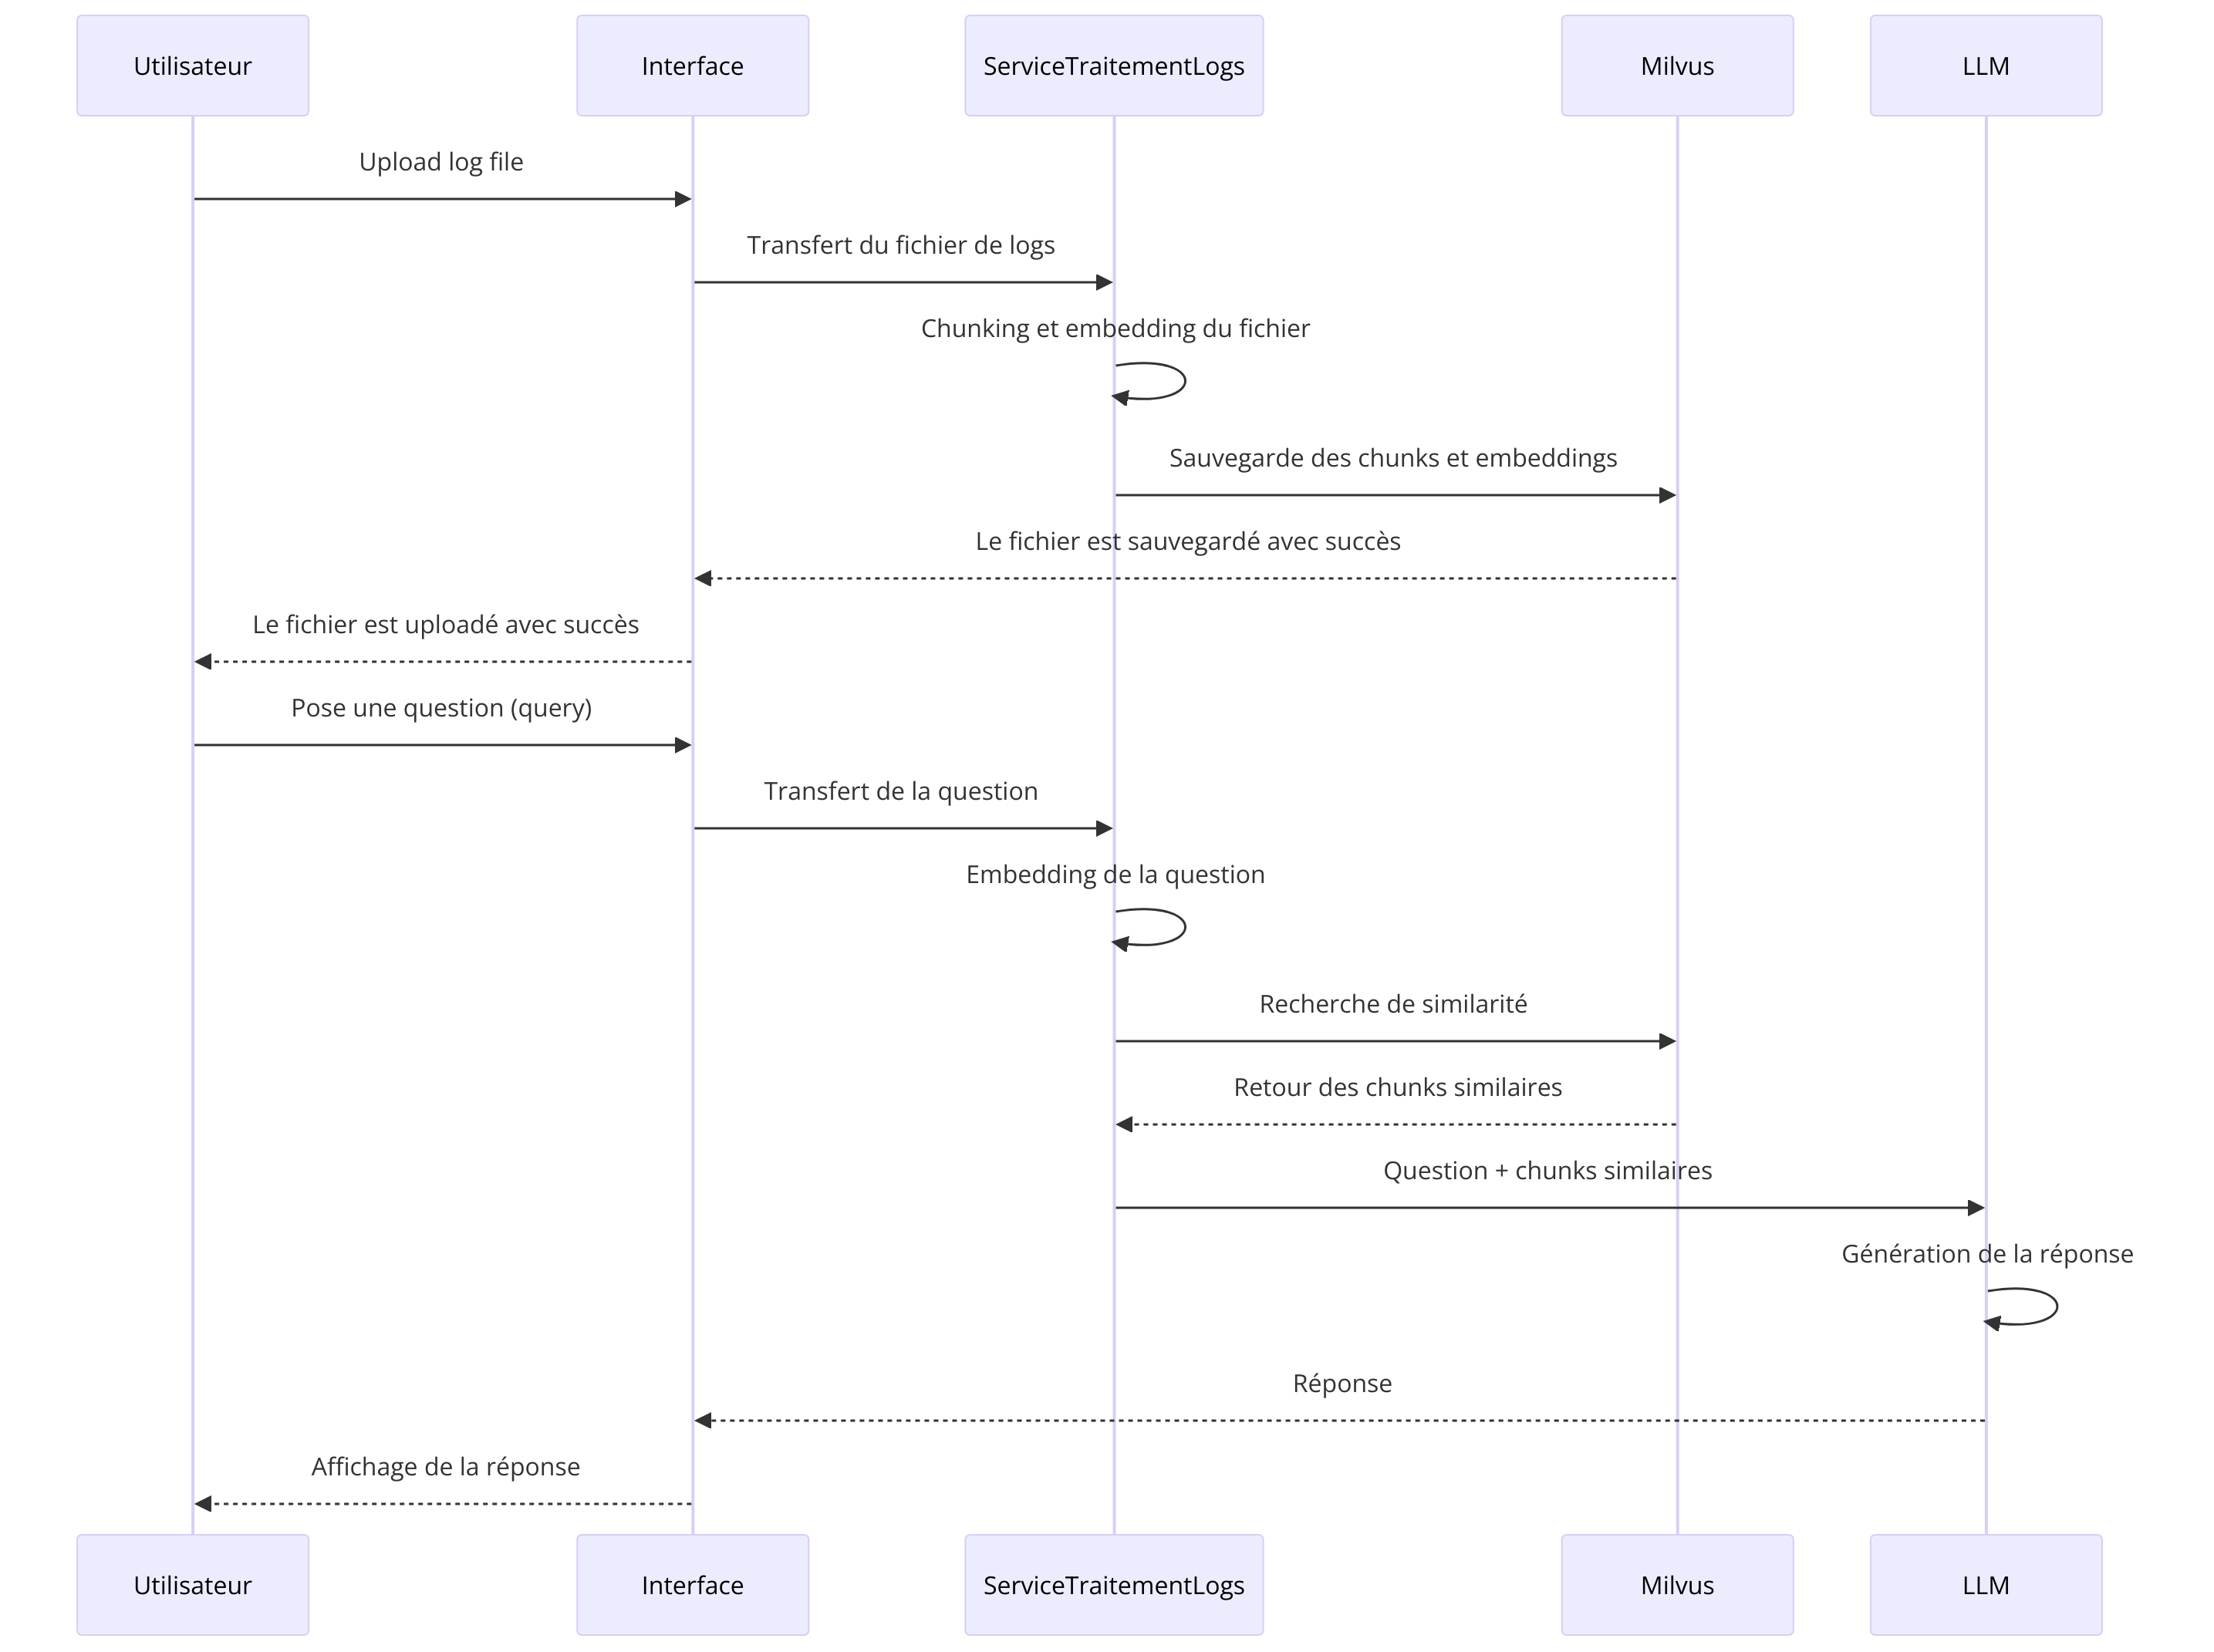 Utilisateur
Interface
ServiceTraitementLogs
Milvus
LLM
Upload log file
Transfert du fichier de logs
Chunking et embedding du fichier
Sauvegarde des chunks et embeddings
Le fichier est sauvegardé avec succès
Le fichier est uploadé avec succès
Pose une question (query)
Transfert de la question
Embedding de la question
Recherche de similarité
Retour des chunks similaires
Question + chunks similaires
Génération de la réponse
Réponse
Affichage de la réponse
Utilisateur
Interface
ServiceTraitementLogs
Milvus
LLM